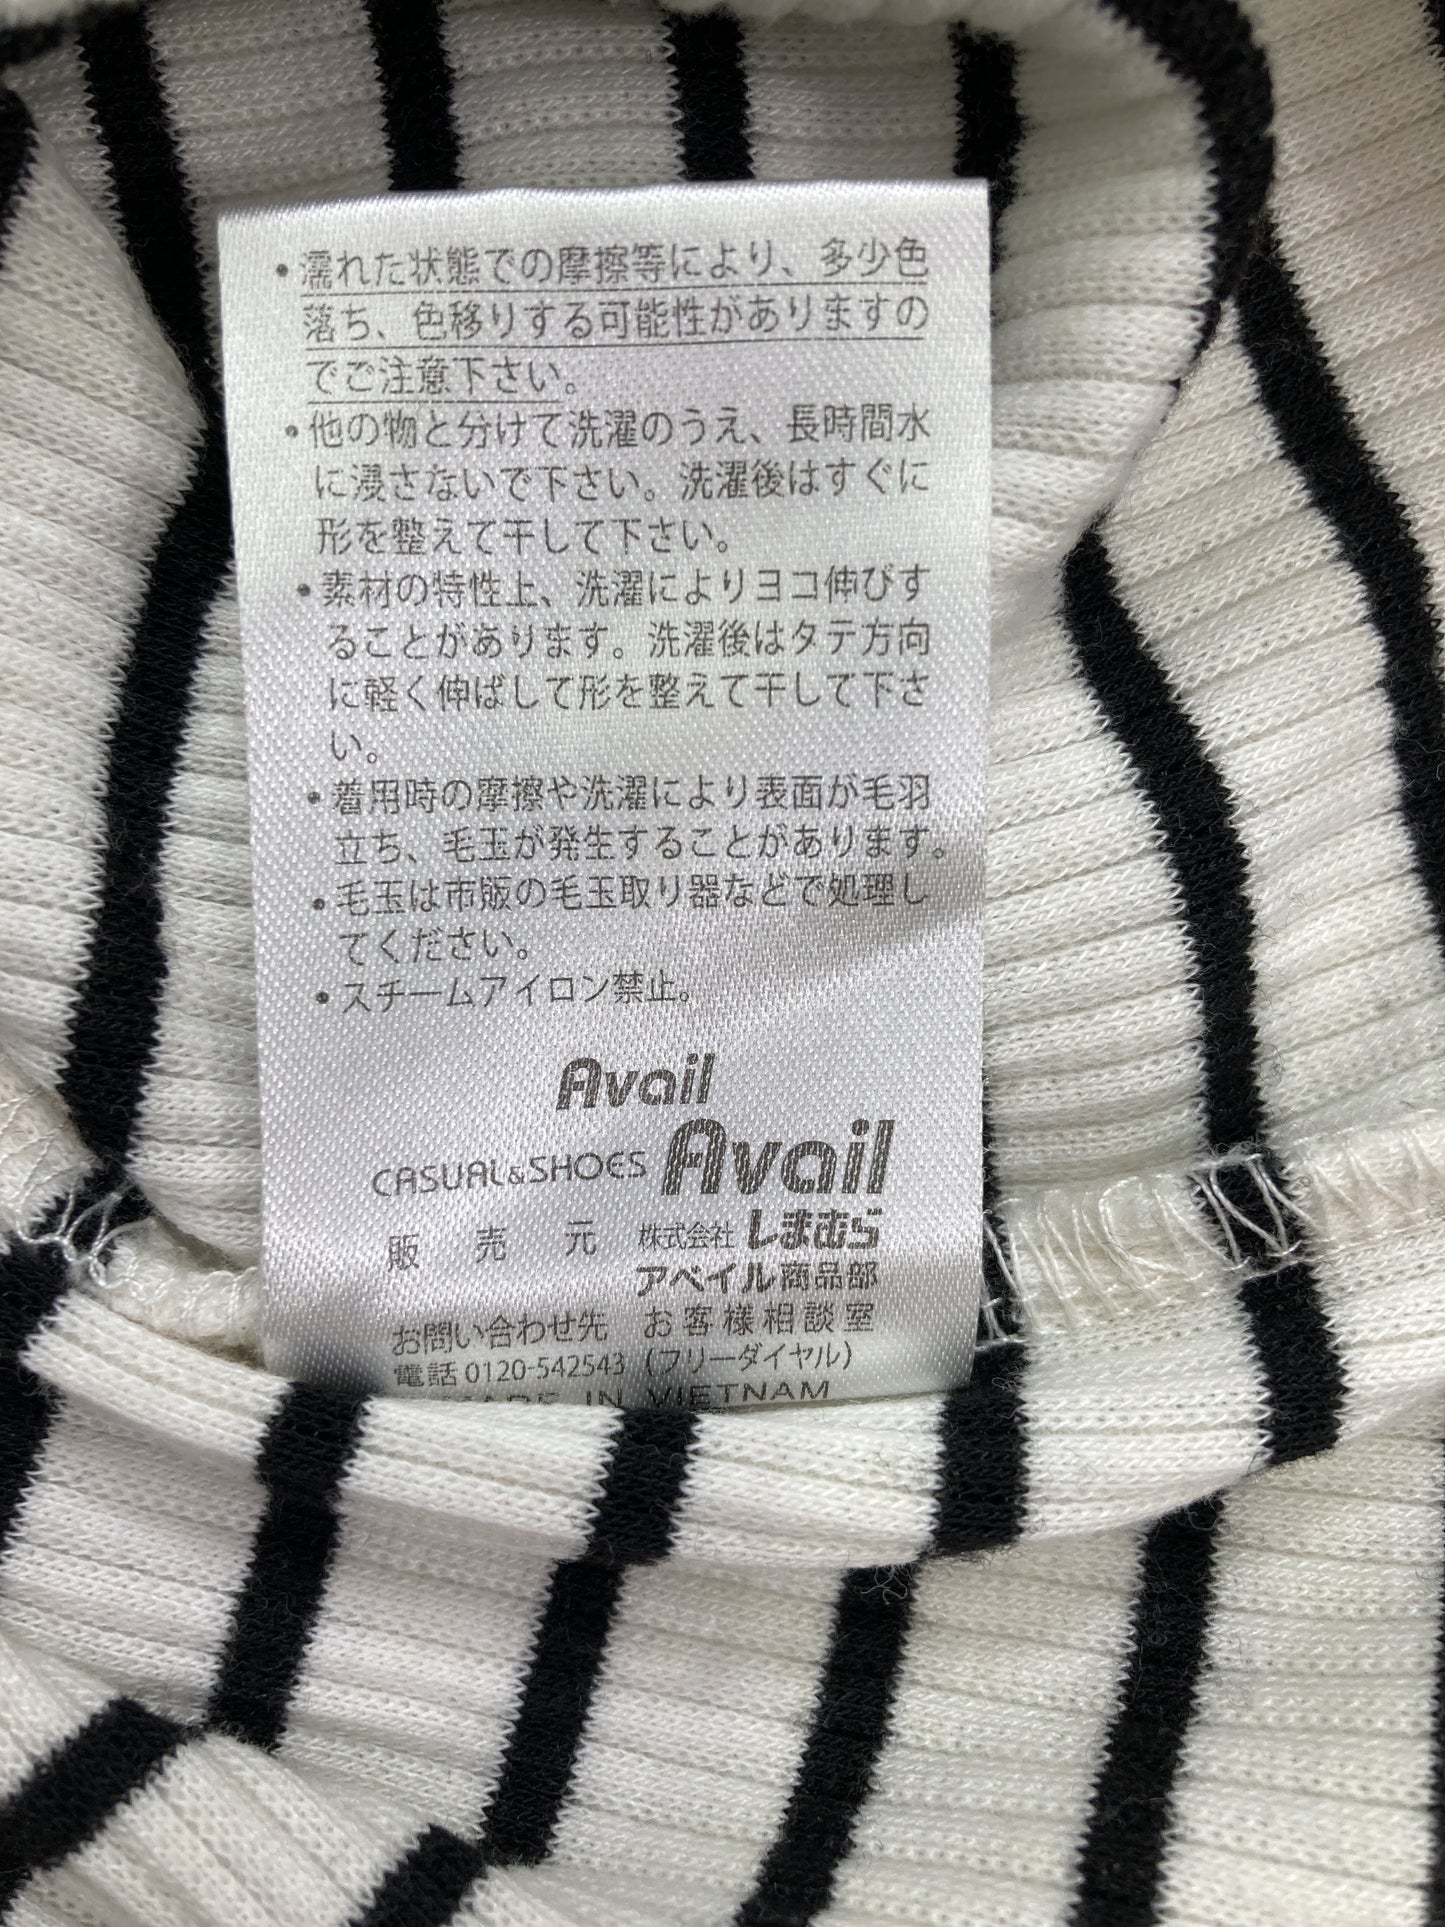 ・濡れた状態での摩擦等により、多少色
落ち、色移りする可能性がありますの
でご注意下さい。
・他の物と分けて洗濯のうえ、長時間水
に浸さないで下さい。洗濯後はすぐに
形を整えて干して下さい。
・素材の特性上、洗濯によりヨコ伸びす
ることがあります。洗濯後はタテ方向
に軽く伸ばして形を整えて干して下さ
い。
・着用時の摩擦や洗濯により表面が毛羽
立ち、毛玉が発生することがあります。
・毛玉は市販の毛玉取り器などで処理し
てください。
・スチームアイロン禁止。
Avail
CASUAL&SHOES Avail
販売元 株式会社しまむら
アベイル商品部
お問い合わせ先 お客様相談室
電話0120-542543（フリーダイヤル）
MADE IN VIETNAM